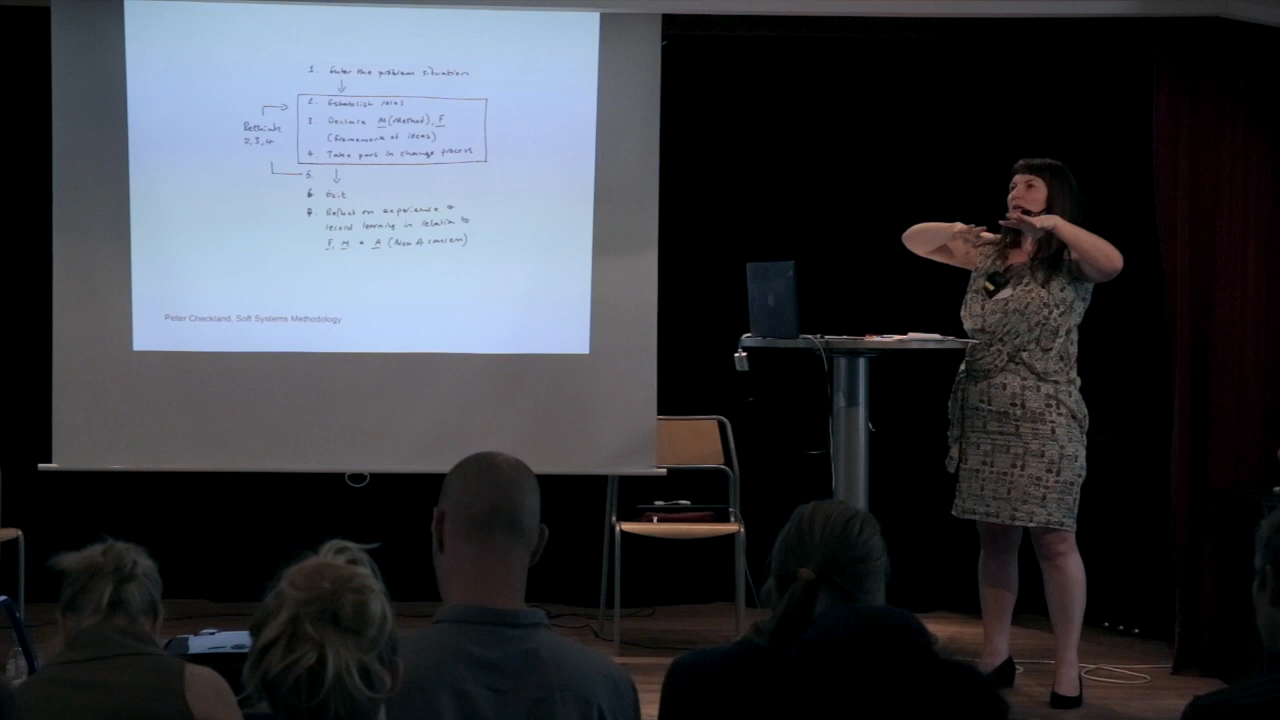 1. Enter the problem situation
2. Establish roles
3. Declare M (Method), F
(framework of ideas)
4. Take part in change process
Rethink
2,3,4
5.
6. Exit
7. Reflect on experience +
record learning in relation to
F, M + A (Area of concern)
Peter Checkland, Soft Systems Methodology